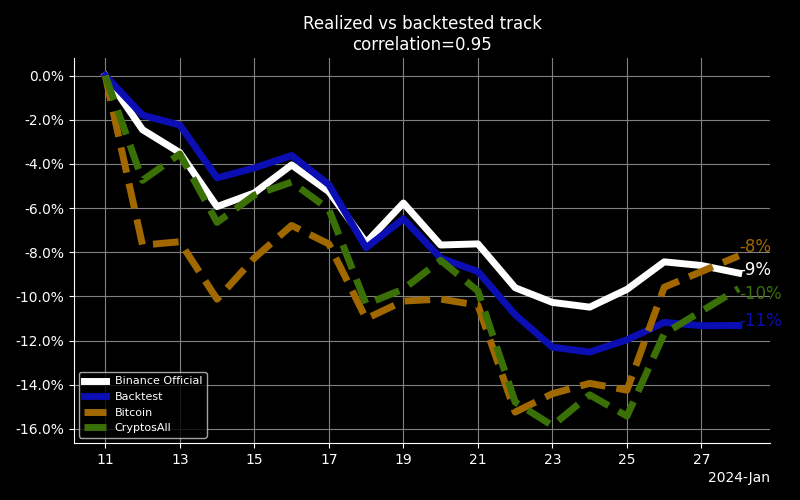 Realized vs backtested track
correlation=0.95
0.0%
-2.0%
-4.0%
-6.0%
-8.0%
-10.0%
-12.0%
-14.0%
-16.0%
-8%
-9%
-10%
-11%
Binance Official
Backtest
Bitcoin
CryptosAll
11 13 15 17 19 21 23 25 27
2024-Jan